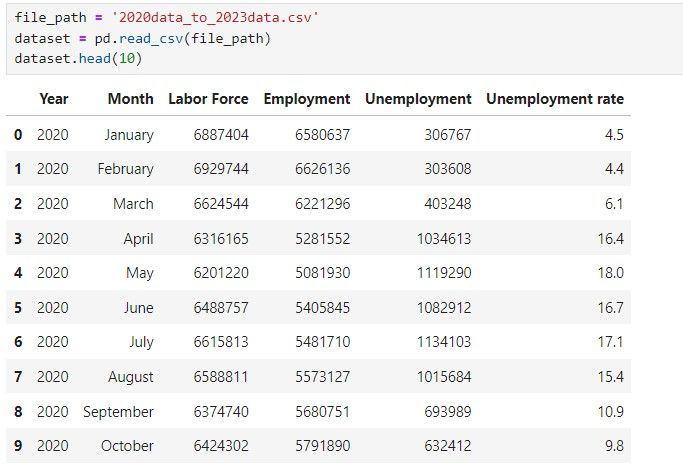 file_path = '2020data_to_2023data.csv'
dataset = pd.read_csv(file_path)
dataset.head(10)
Year Month Labor Force Employment Unemployment Unemployment rate
0 2020 January 6887404 6580637 306767 4.5
1 2020 February 6929744 6626136 303608 4.4
2 2020 March 6624544 6221296 403248 6.1
3 2020 April 6316165 5281552 1034613 16.4
4 2020 May 6201220 5081930 1119290 18.0
5 2020 June 6488757 5405845 1082912 16.7
6 2020 July 6615813 5481710 1134103 17.1
7 2020 August 6588811 5573127 1015684 15.4
8 2020 September 6374740 5680751 693989 10.9
9 2020 October 6424302 5791890 632412 9.8